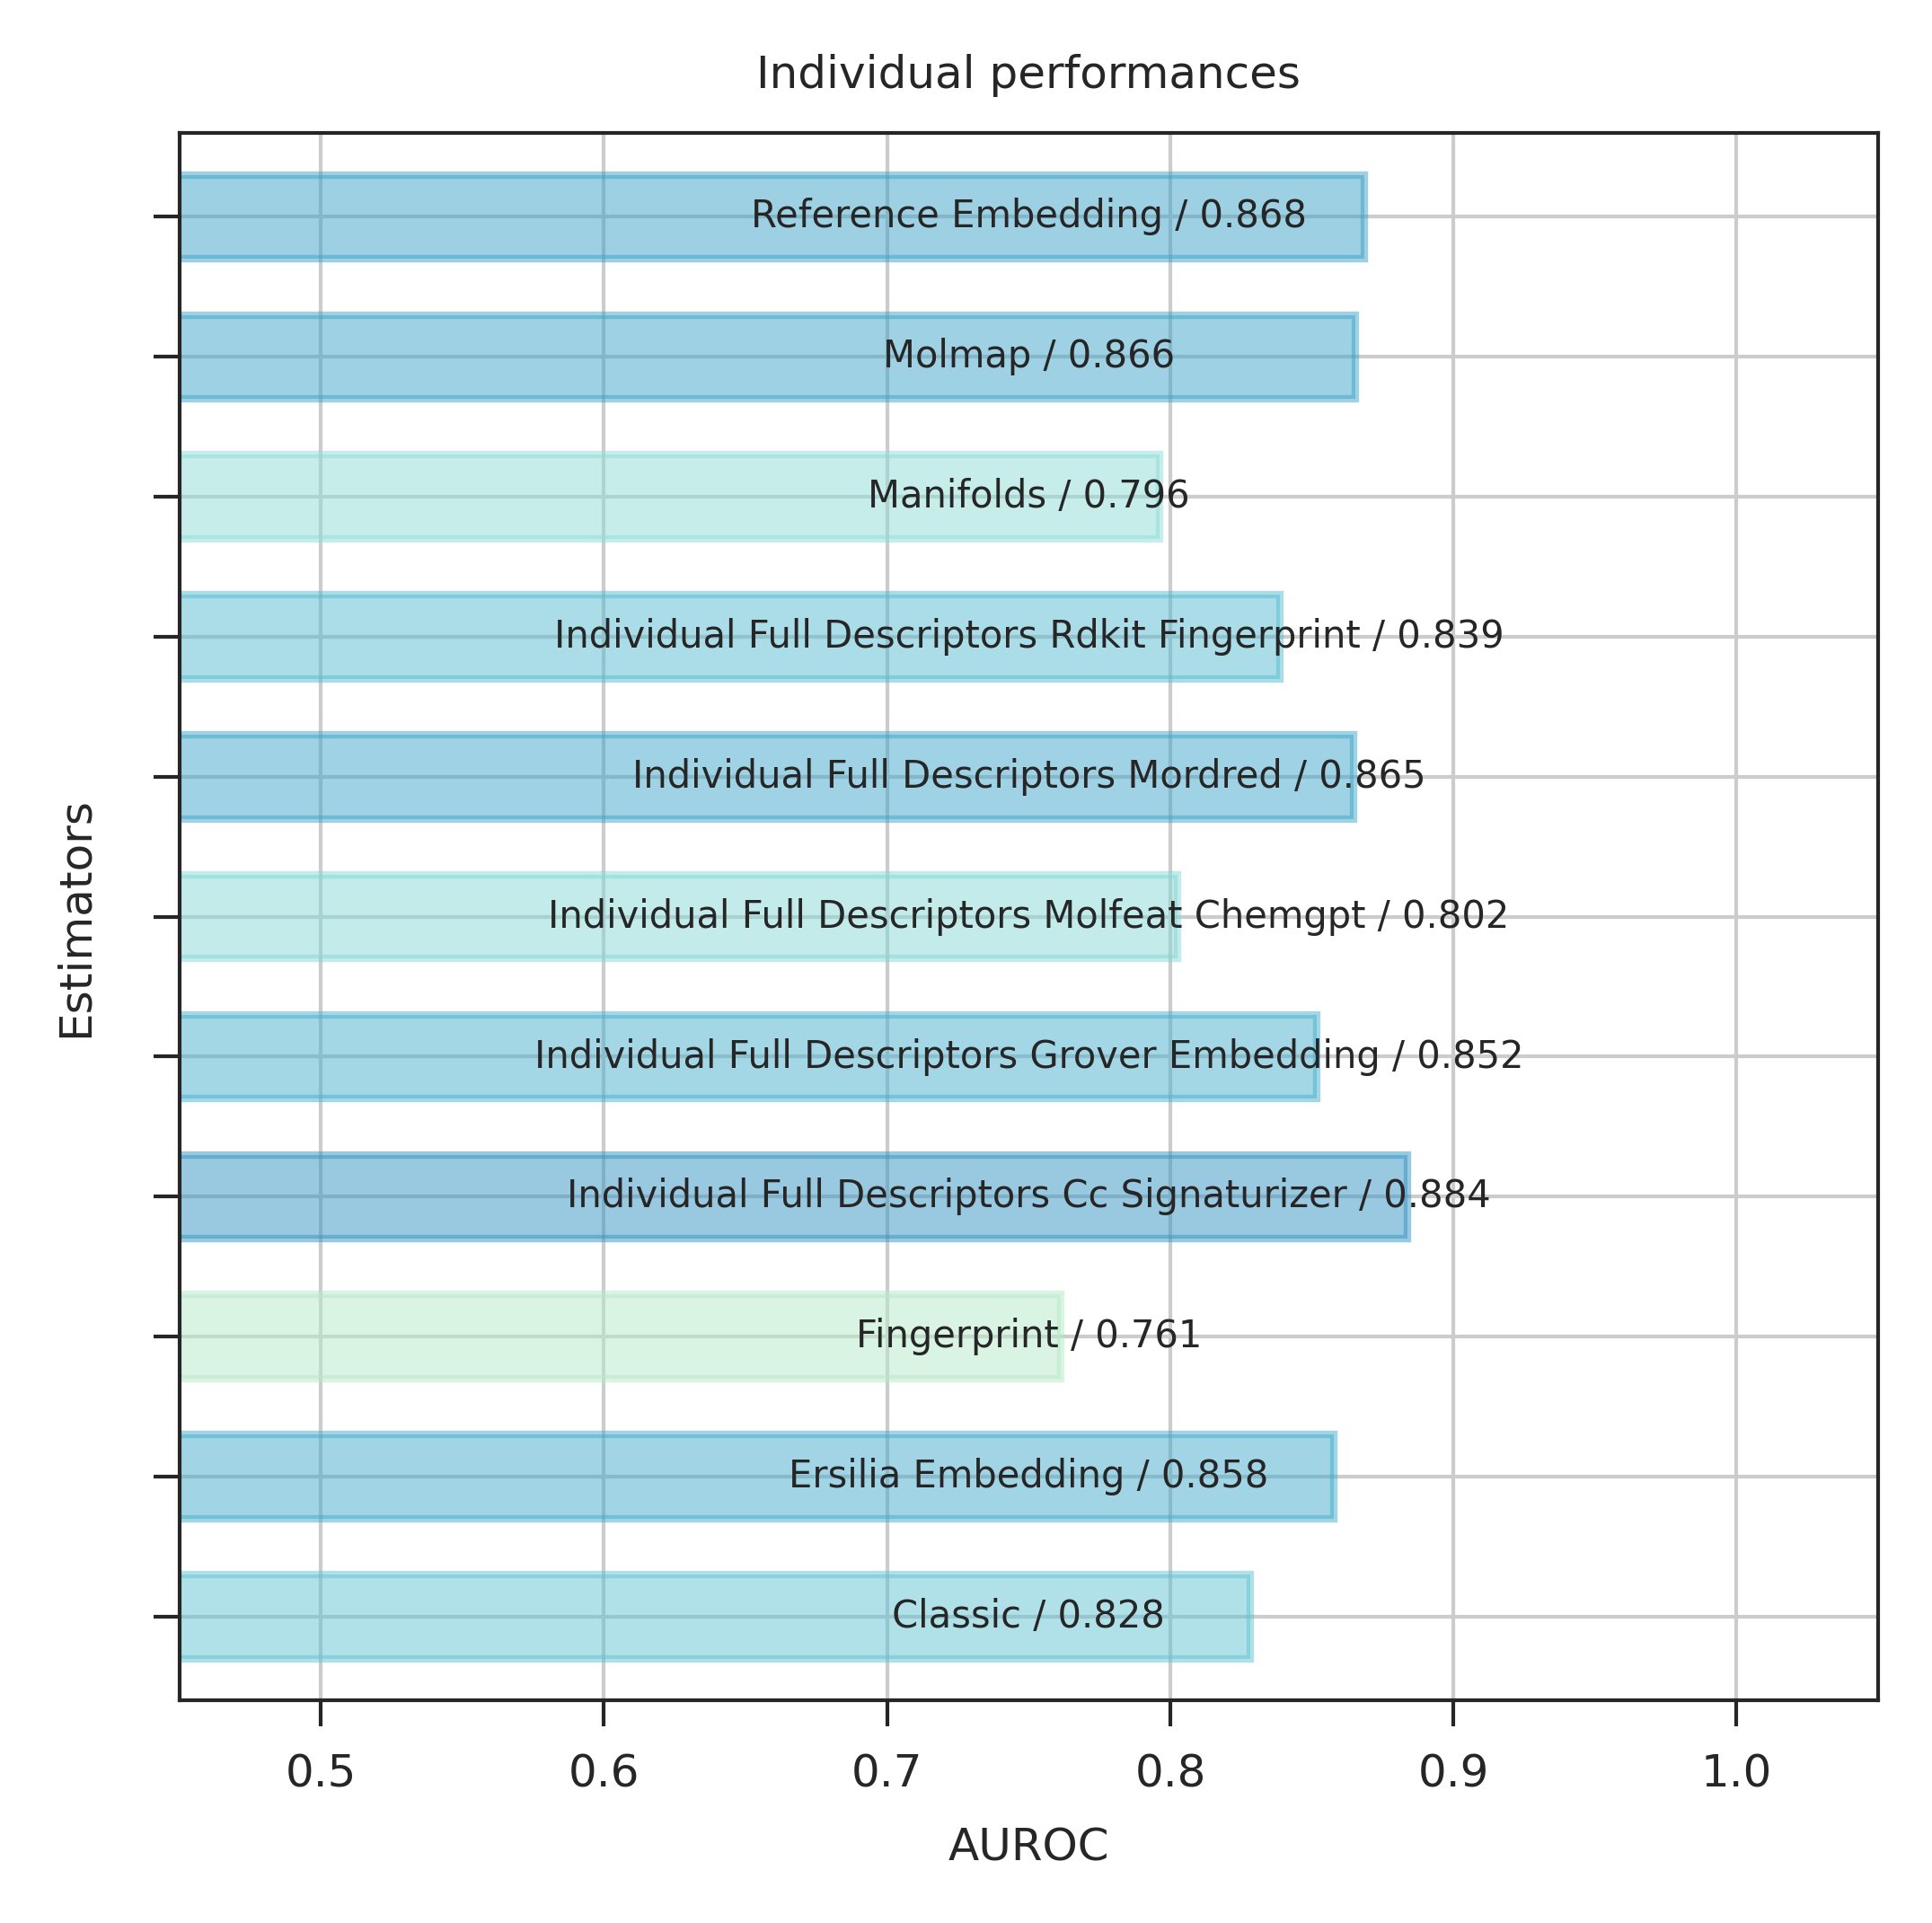 Individual performances
Reference Embedding / 0.868
Molmap / 0.866
Manifolds / 0.796
Individual Full Descriptors Rdkit Fingerprint / 0.839
Individual Full Descriptors Mordred / 0.865
Individual Full Descriptors Molfeat Chemgpt / 0.802
Individual Full Descriptors Grover Embedding / 0.852
Individual Full Descriptors Cc Signaturizer / 0.884
Fingerprint / 0.761
Ersilia Embedding / 0.858
Classic / 0.828
Estimators
0.5 0.6 0.7 0.8 0.9 1.0
AUROC